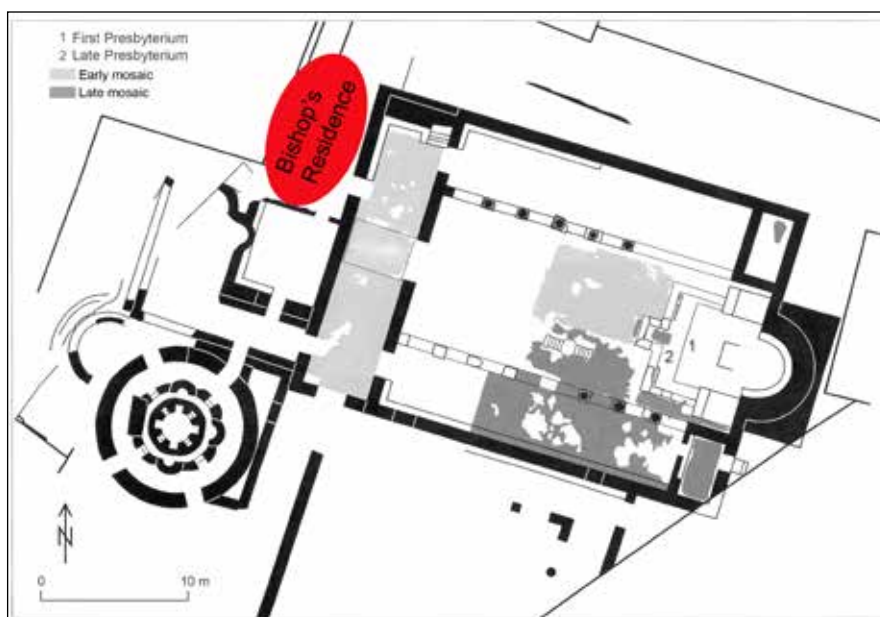 1 First Presbyterium
2 Late Presbyterium
Early mosaic
Late mosaic
Bishop's
Residence
2
1
N
0
10 m